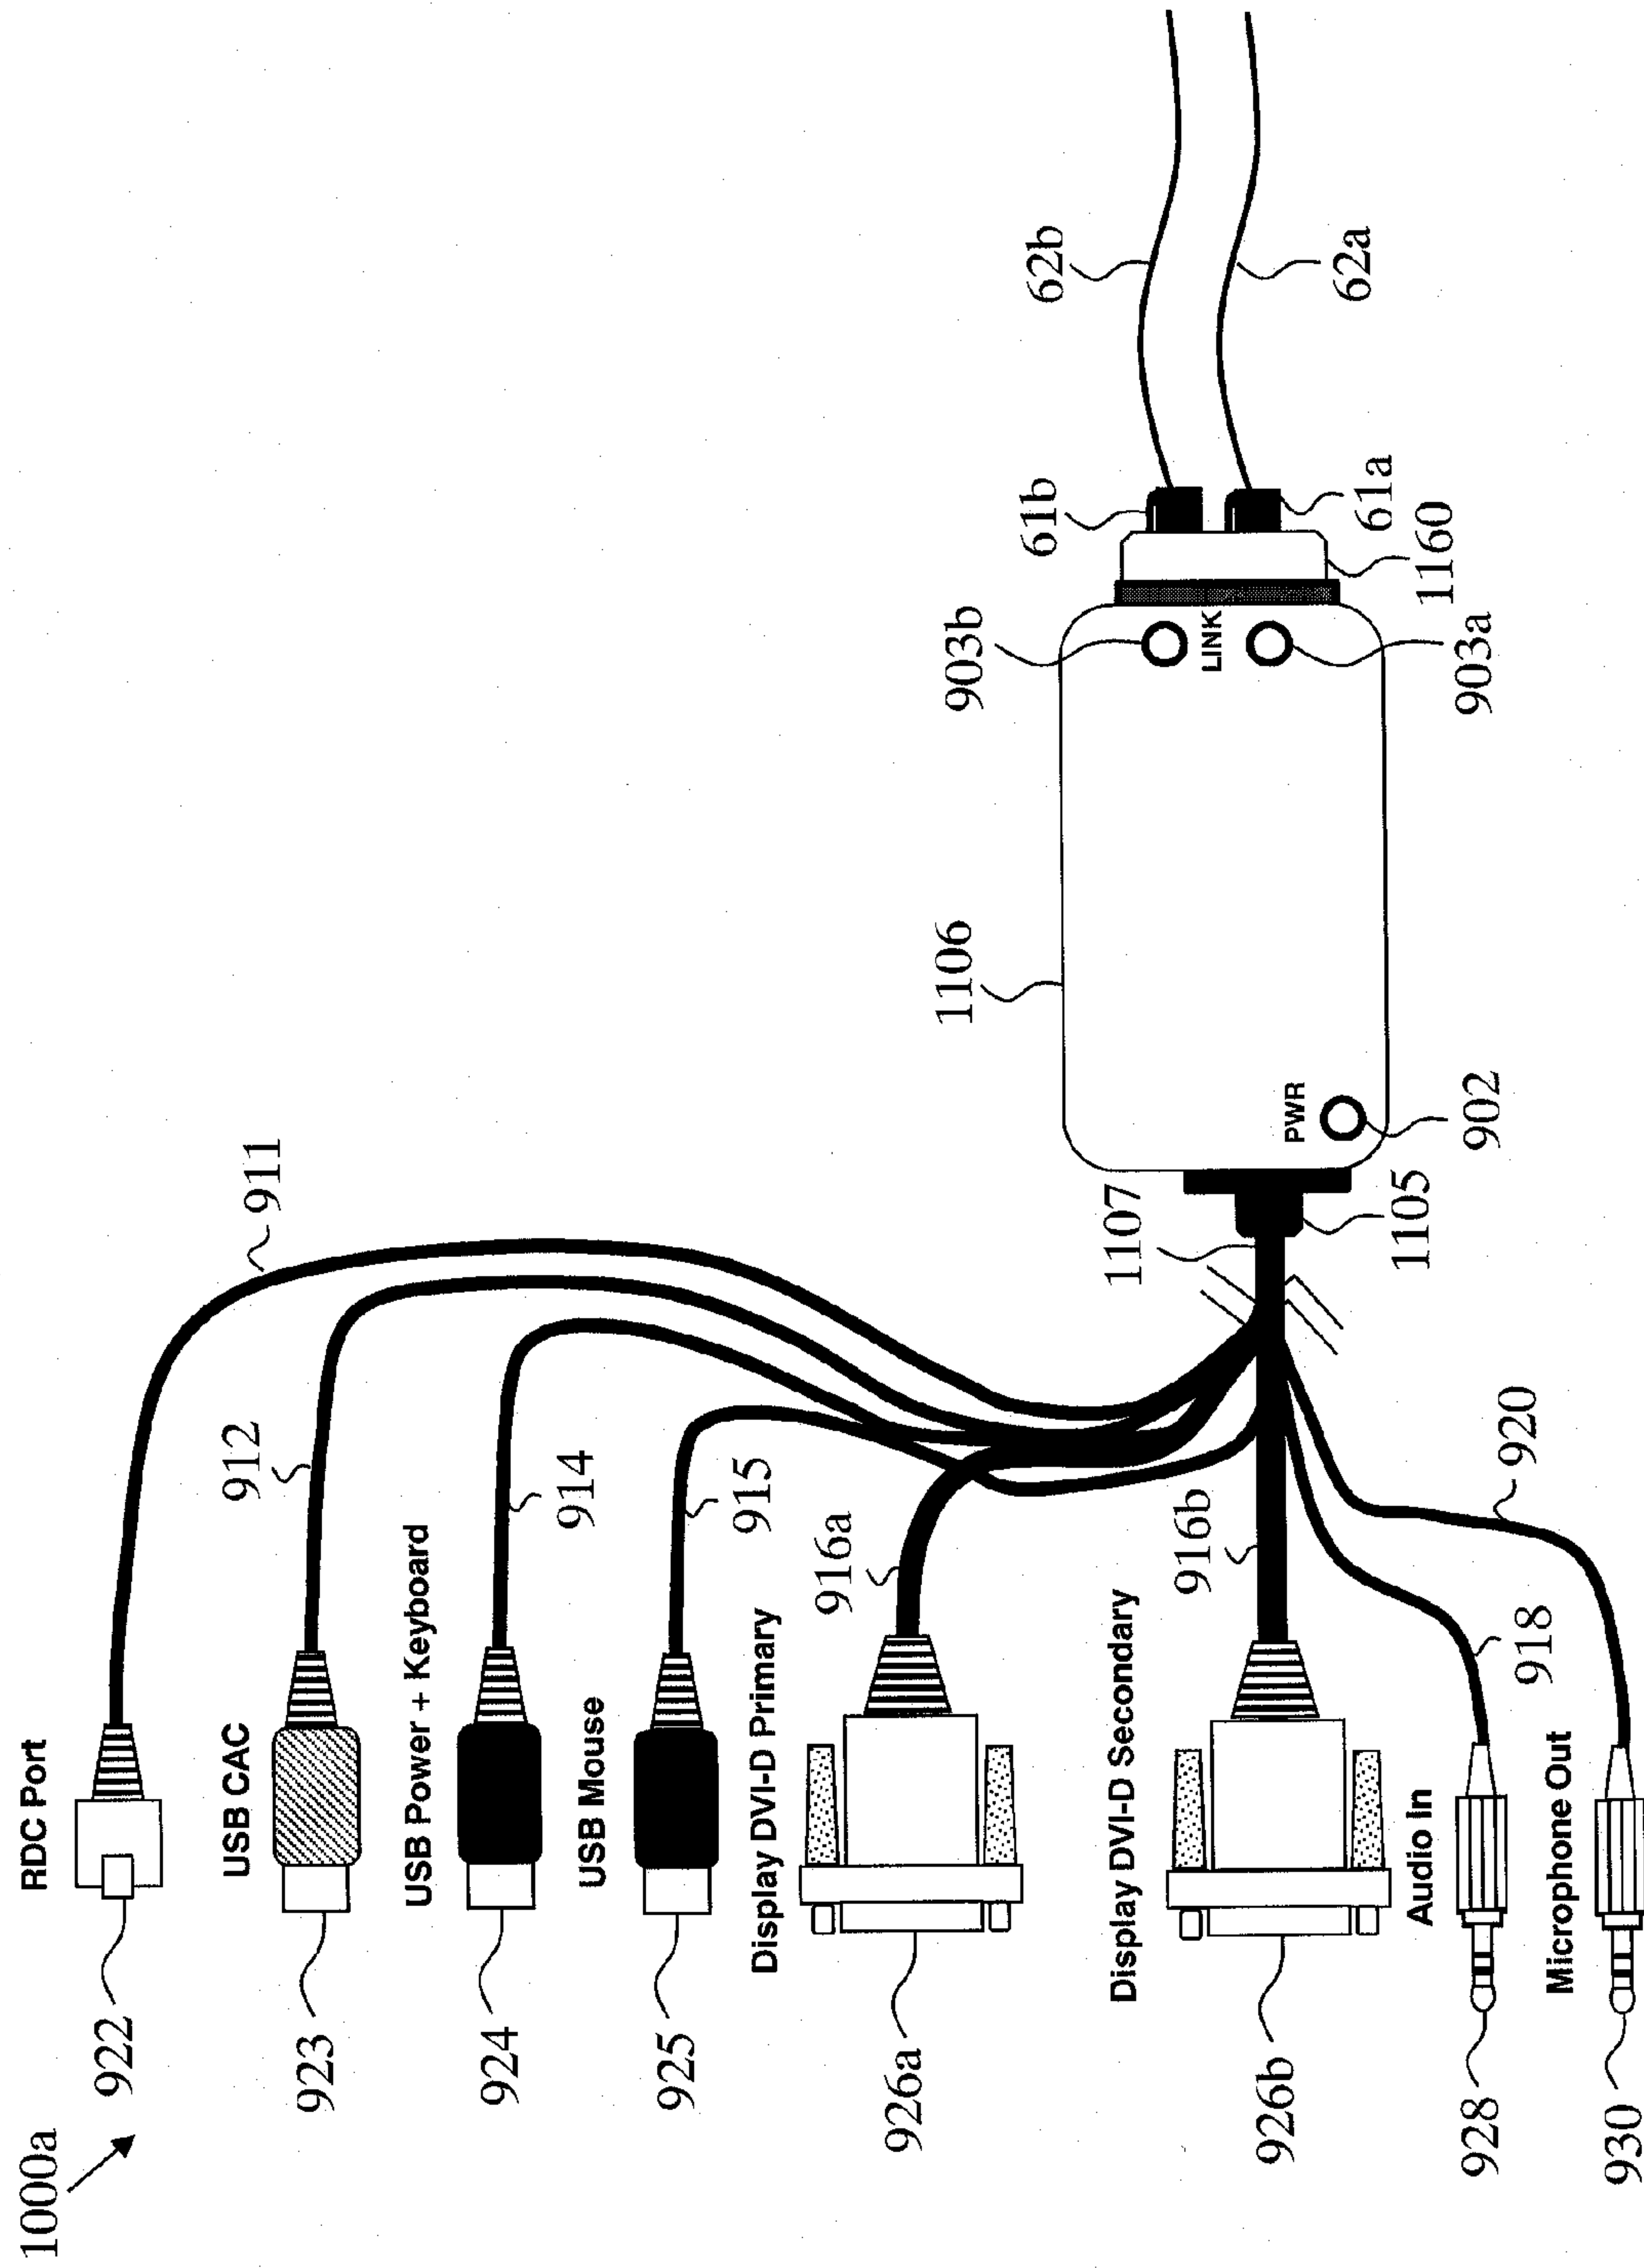 1000a
922
RDC Port
911
923
USB CAC
912
924
USB Power + Keyboard
914
925
USB Mouse
915
926a
Display DVI-D Primary
916a
926b
Display DVI-D Secondary
916b
928
Audio In
918
930
Microphone Out
920
1107
1105
PWR
902
1106
903b
LINK
903a
1160
61b
61a
62b
62a